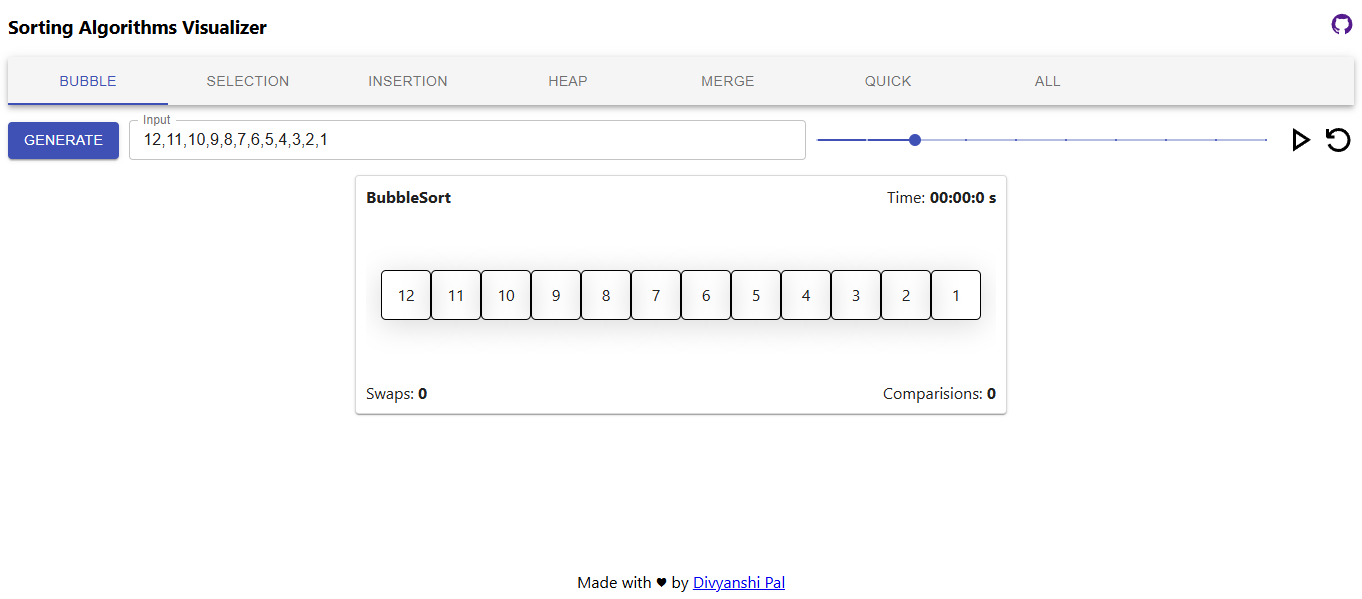 Sorting Algorithms Visualizer
BUBBLE SELECTION INSERTION HEAP MERGE QUICK ALL
GENERATE
Input
12,11,10,9,8,7,6,5,4,3,2,1
BubbleSort Time: 00:00:0 s
12 11 10 9 8 7 6 5 4 3 2 1
Swaps: 0 Comparisions: 0
Made with ♥ by Divyanshi Pal